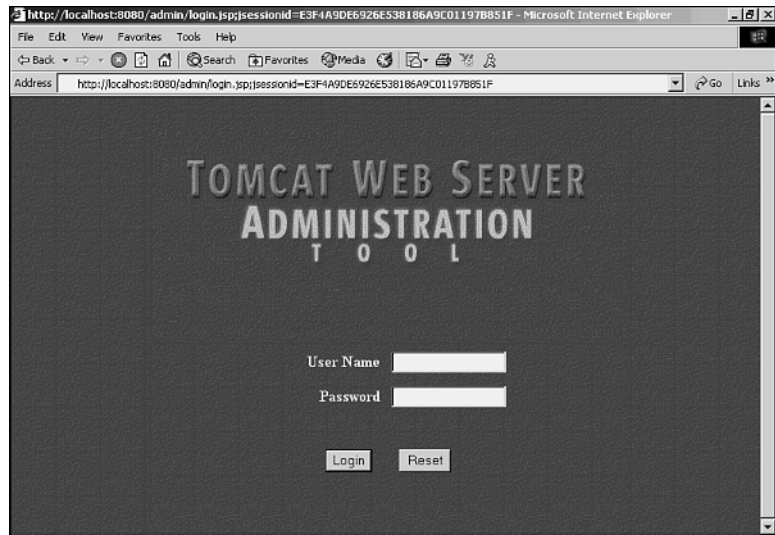 http://localhost:8080/admin/login.jsp;jsessionid=E3F4A9DE6926E538186A9C01197B851F - Microsoft Internet Explorer
File Edit View Favorites Tools Help
Back Search Favorites Media
Address http://localhost:8080/admin/login.jsp;jsessionid=E3F4A9DE6926E538186A9C01197B851F Go Links »
TOMCAT WEB SERVER
ADMINISTRATION
TOOL
User Name
Password
Login Reset